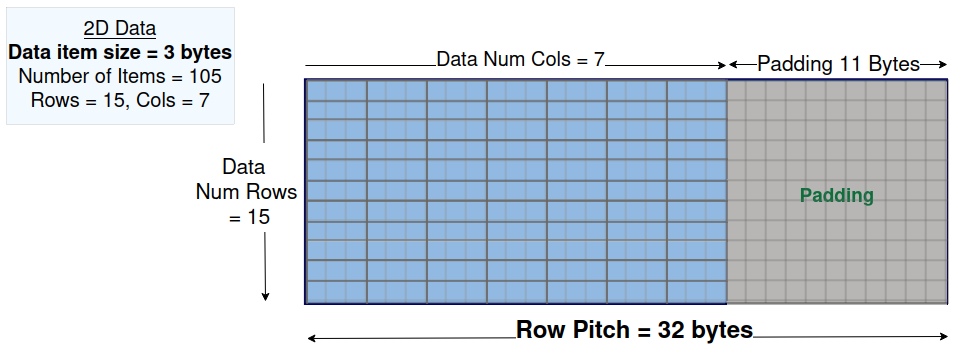 2D Data
Data item size = 3 bytes
Number of Items = 105
Rows = 15, Cols = 7
Data Num Cols = 7
Padding 11 Bytes
Data
Num Rows
= 15
Padding
Row Pitch = 32 bytes